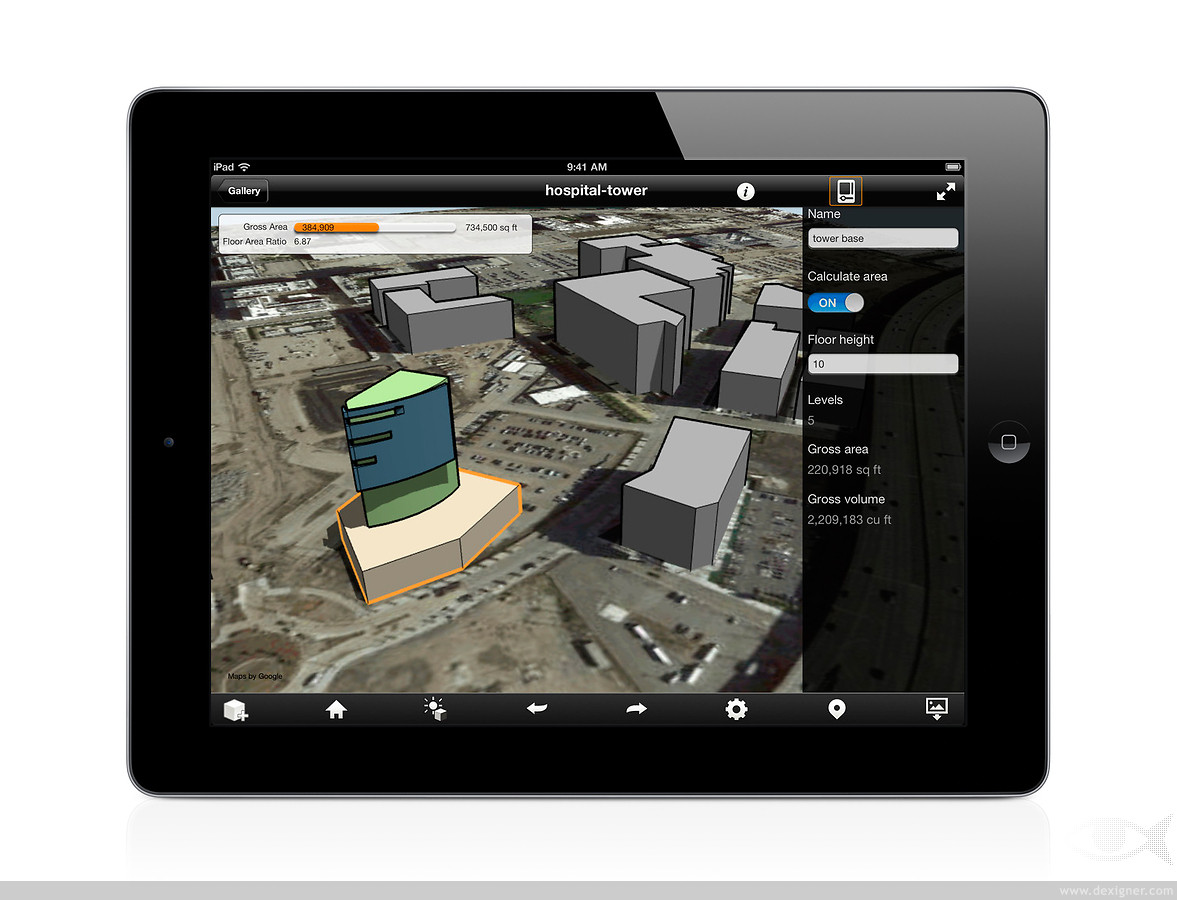 iPad 9:41 AM
Gallery hospital-tower i
Gross Area 384,909 734,500 sq ft
Floor Area Ratio 6.87
Name
tower base
Calculate area
ON
Floor height
10
Levels
5
Gross area
220,918 sq ft
Gross volume
2,209,183 cu ft
Maps by Google
www.dexigner.com